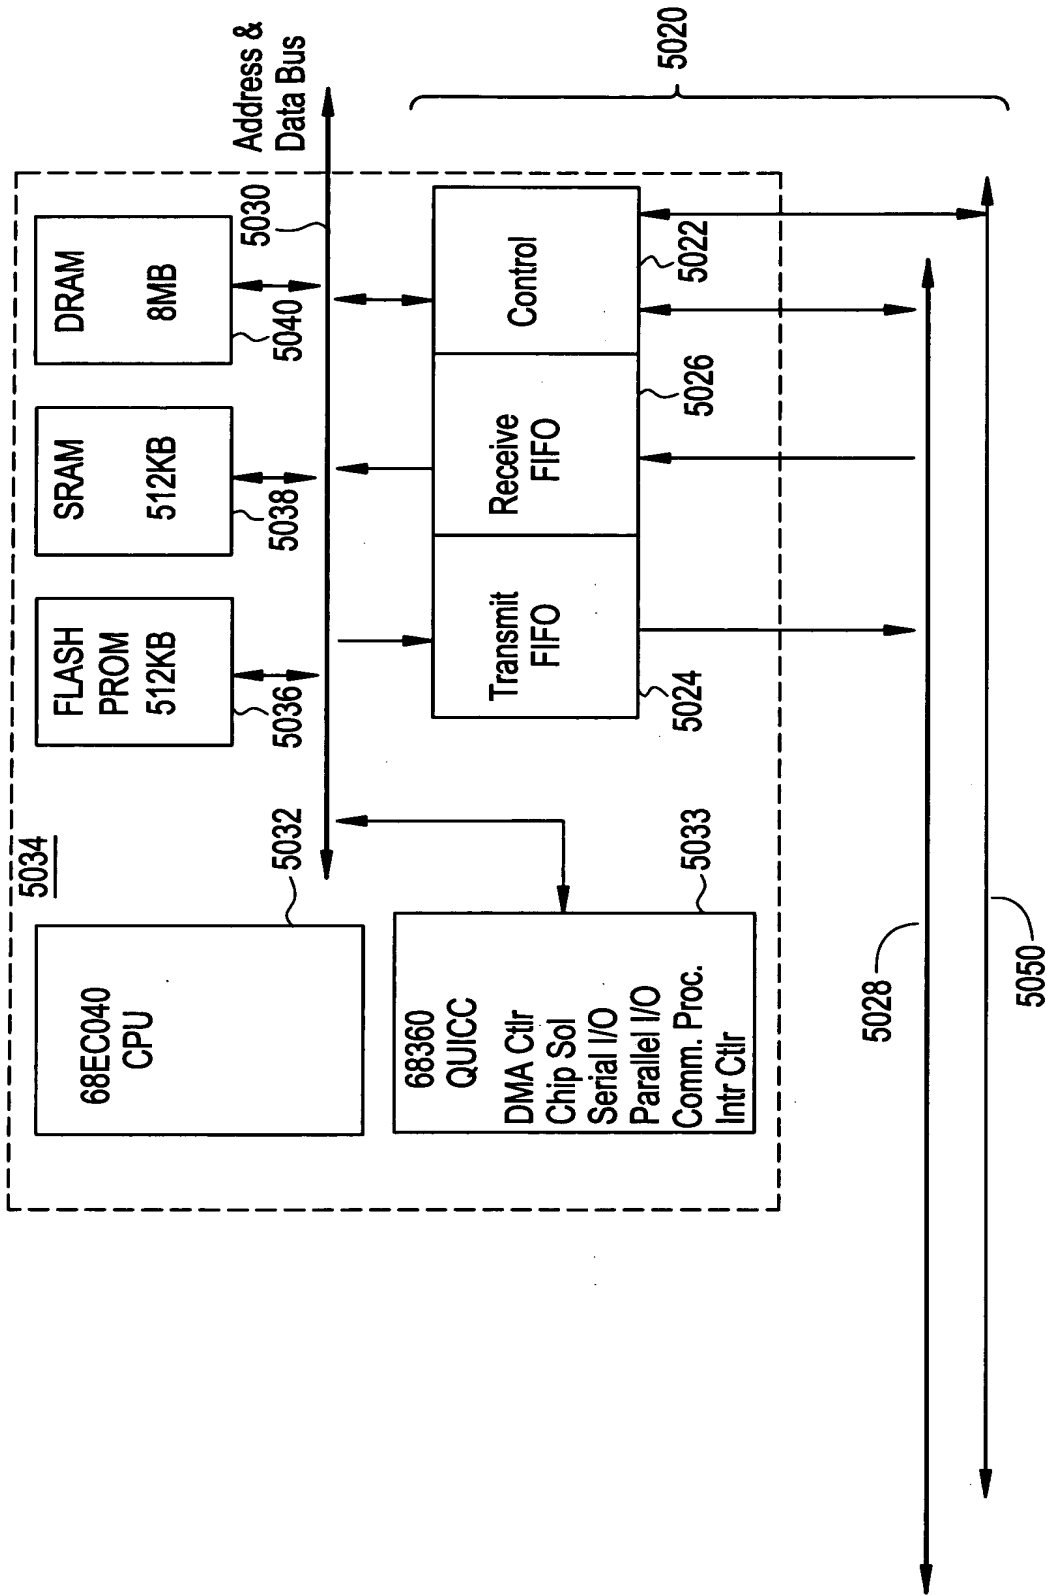 5034
68EC040
CPU
5032
FLASH
PROM
512KB
5036
SRAM
512KB
5038
DRAM
8MB
5040
5030
Address &
Data Bus
68360
QUICC
DMA Ctlr
Chip Sol
Serial I/O
Parallel I/O
Comm. Proc.
Intr Ctlr
5033
Transmit
FIFO
5024
Receive
FIFO
5026
Control
5022
5020
5028
5050